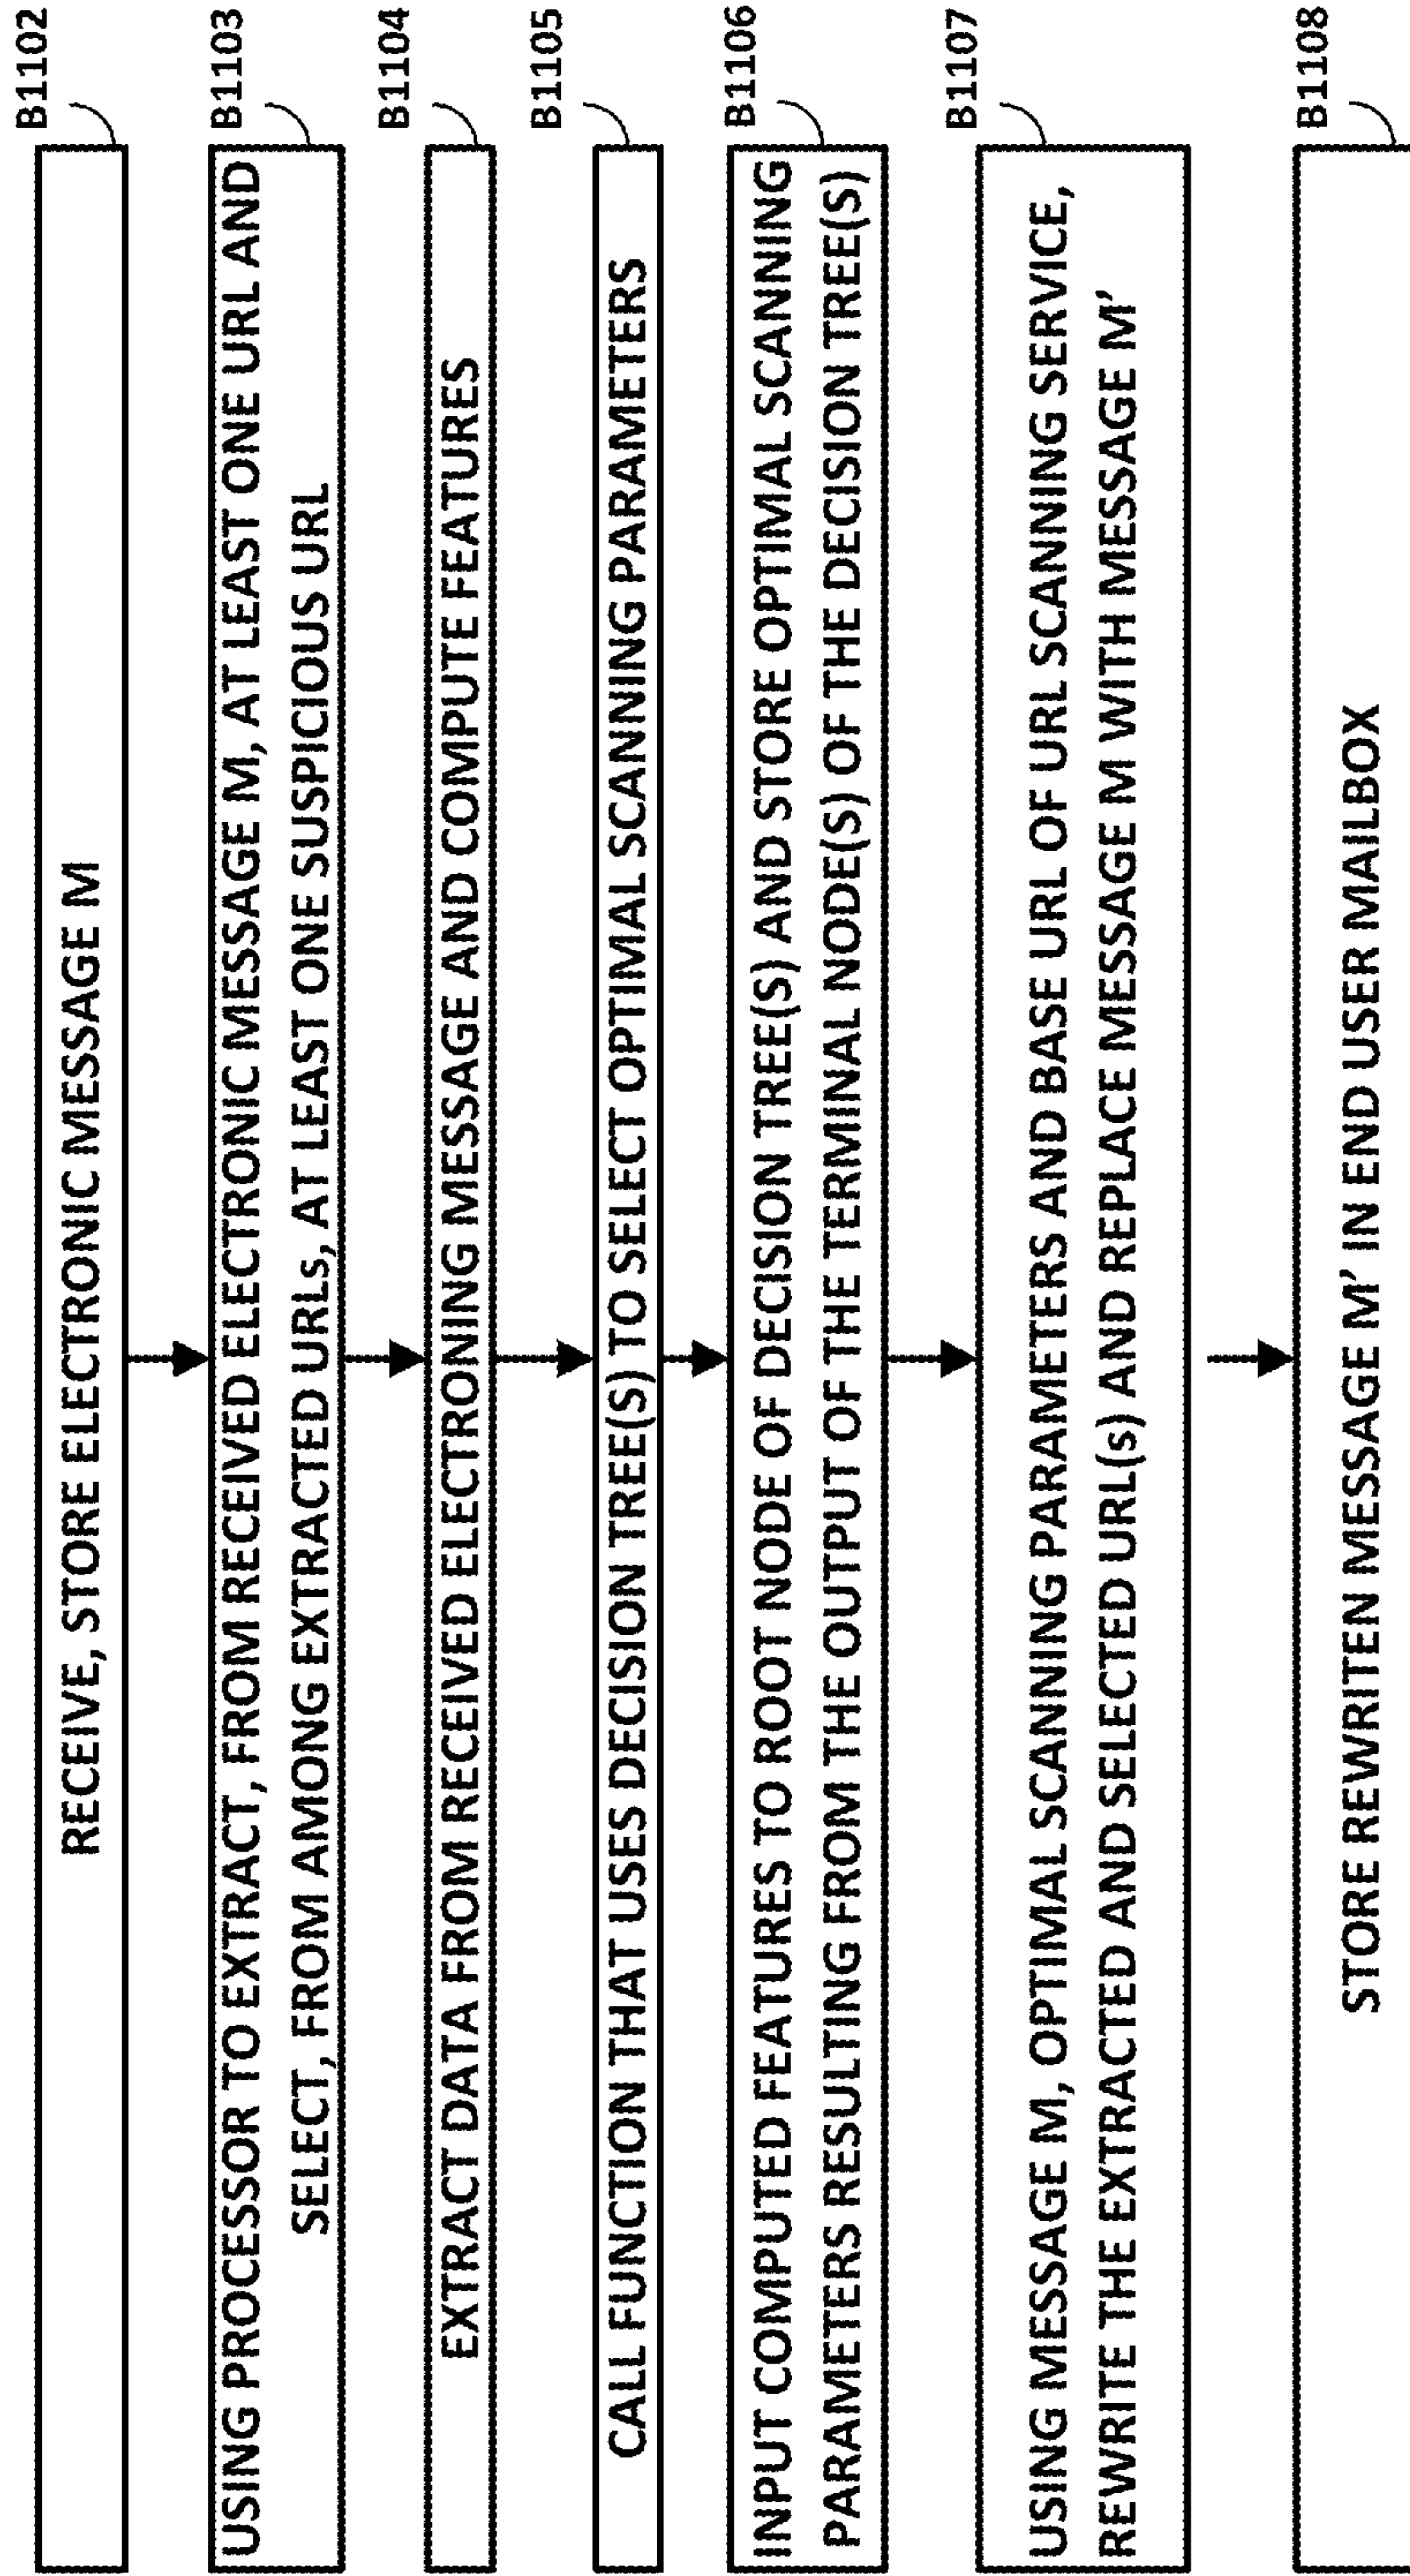 B1102
RECEIVE, STORE ELECTRONIC MESSAGE M
B1103
USING PROCESSOR TO EXTRACT, FROM RECEIVED ELECTRONIC MESSAGE M, AT LEAST ONE URL AND
SELECT, FROM AMONG EXTRACTED URLs, AT LEAST ONE SUSPICIOUS URL
B1104
EXTRACT DATA FROM RECEIVED ELECTRONING MESSAGE AND COMPUTE FEATURES
B1105
CALL FUNCTION THAT USES DECISION TREE(S) TO SELECT OPTIMAL SCANNING PARAMETERS
B1106
INPUT COMPUTED FEATURES TO ROOT NODE OF DECISION TREE(S) AND STORE OPTIMAL SCANNING
PARAMETERS RESULTING FROM THE OUTPUT OF THE TERMINAL NODE(S) OF THE DECISION TREE(S)
B1107
USING MESSAGE M, OPTIMAL SCANNING PARAMETERS AND BASE URL OF URL SCANNING SERVICE,
REWRITE THE EXTRACTED AND SELECTED URL(s) AND REPLACE MESSAGE M WITH MESSAGE M'
B1108
STORE REWRITEN MESSAGE M' IN END USER MAILBOX